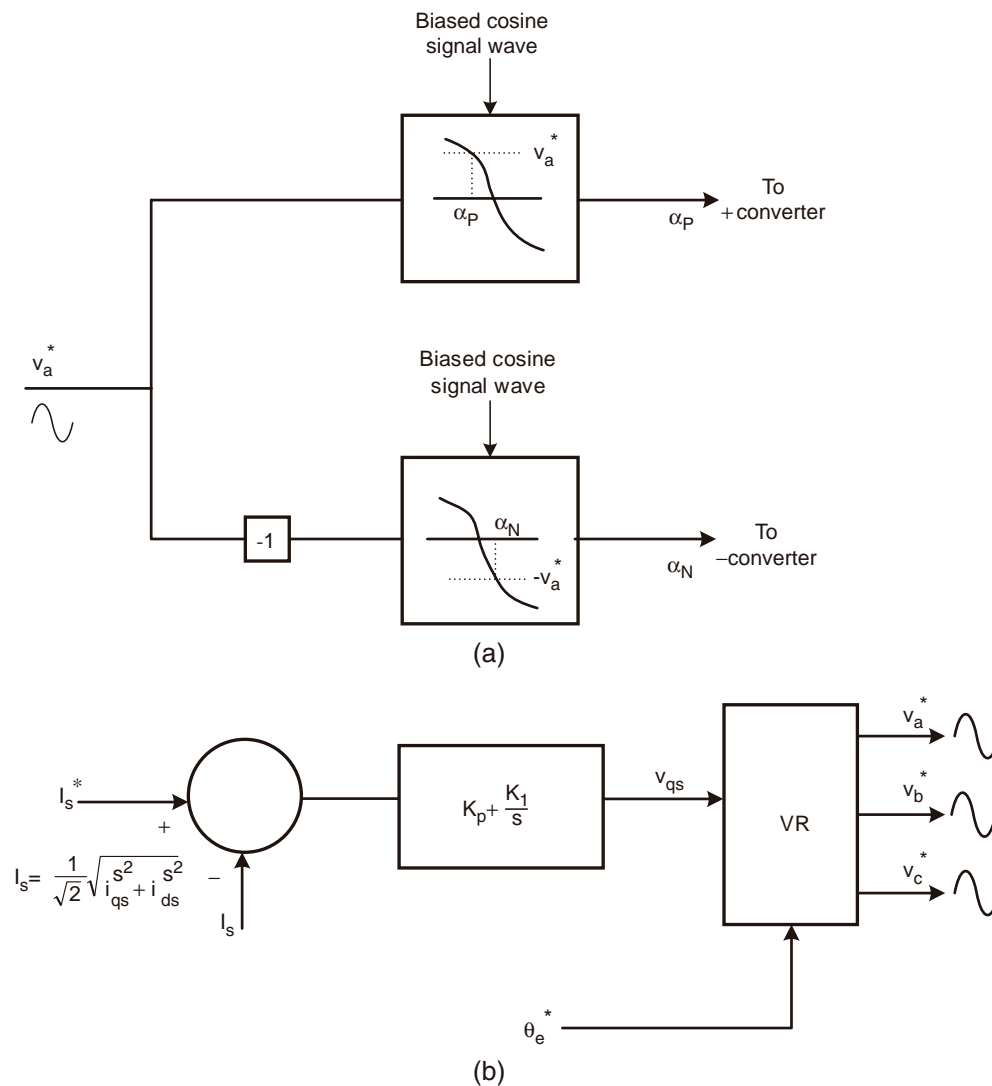 Biased cosine
signal wave
v_a^*
α_P
α_P
To
+converter
v_a^*
Biased cosine
signal wave
-1
α_N
-v_a^*
α_N
To
−converter
(a)
I_s^*
+
−
I_s = 1/√2 √(i_qs^s2 + i_ds^s2)
I_s
K_p + K_1/s
v_qs
VR
v_a^*
v_b^*
v_c^*
θ_e^*
(b)